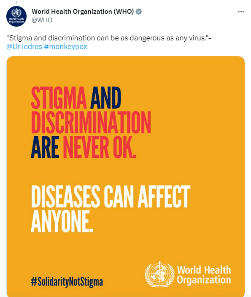 World Health Organization (WHO)
@WHO
"Stigma and discrimination can be as dangerous as any virus."-
@DrTedros #monkeypox
STIGMA AND
DISCRIMINATION
ARE NEVER OK.
DISEASES CAN AFFECT
ANYONE.
#SolidarityNotStigma
World Health
Organization